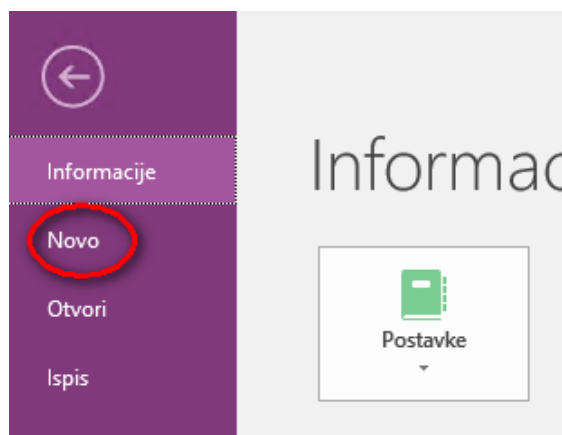 Informacije
Informac
Novo
Otvori
Postavke
Ispis